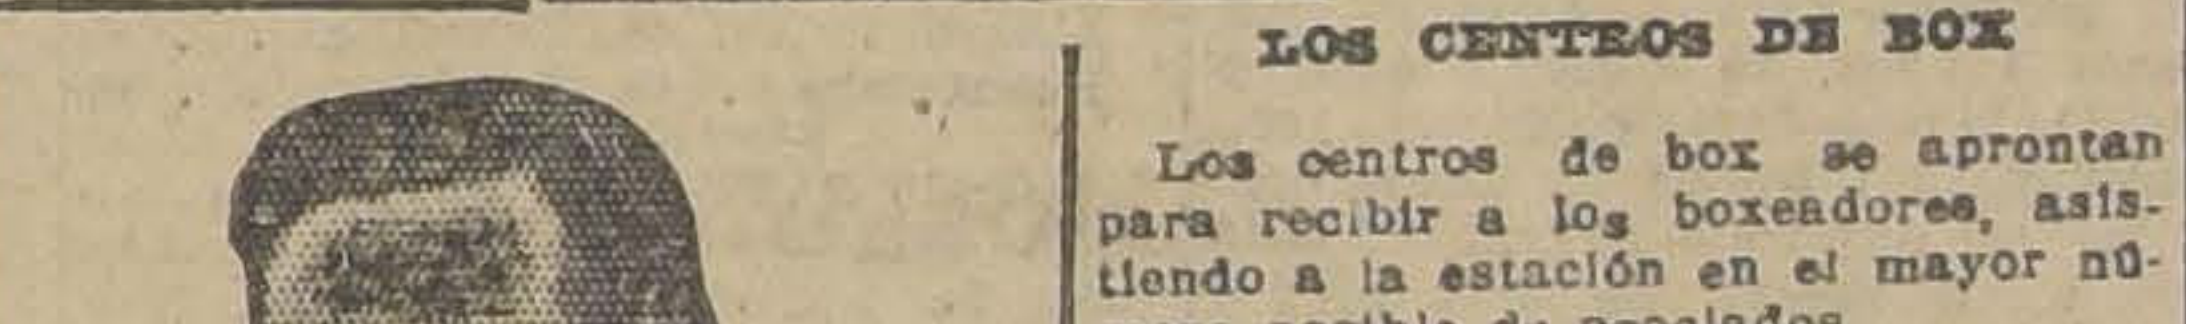 LOS CENTROS DE BOX
Los centros de box se aprontan
para recibir a los boxeadores, asis-
tiendo a la estación en el mayor nú-